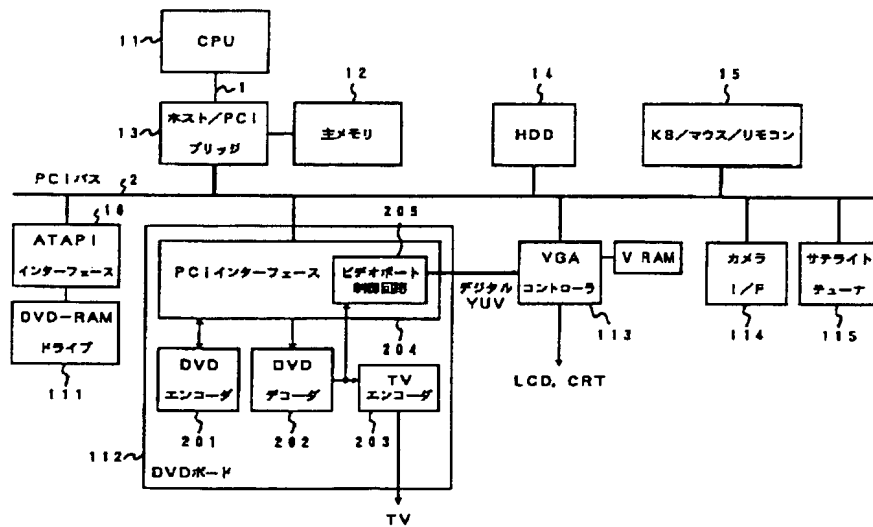 11
CPU
1
12
14
15
13
ホスト/PCI
ブリッジ
主メモリ
HDD
KB/マウス/リモコン
PCIバス
2
16
205
ATAPI
インターフェース
PCIインターフェース
ビデオポート
制御回路
VGA
コントローラ
VRAM
カメラ
I/F
サテライト
チューナ
デジタル
YUV
DVD-RAM
ドライブ
204
113
114
115
111
DVD
エンコーダ
DVD
デコーダ
TV
エンコーダ
LCD, CRT
201
202
203
112
DVDボード
TV